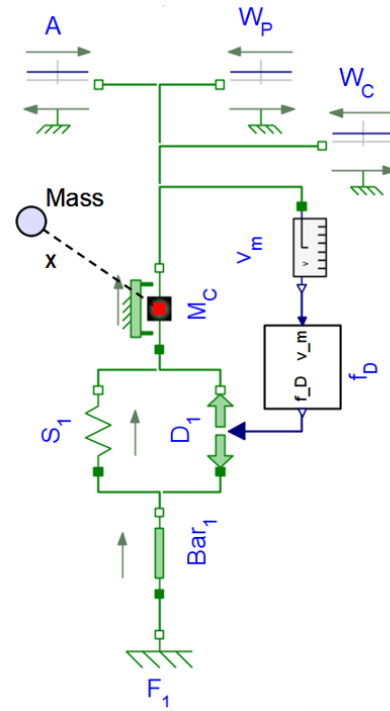 A
W_P
W_C
Mass
x
M_C
v_m
v_m
f_D
f_D
S_1
D_1
Bar_1
F_1
v